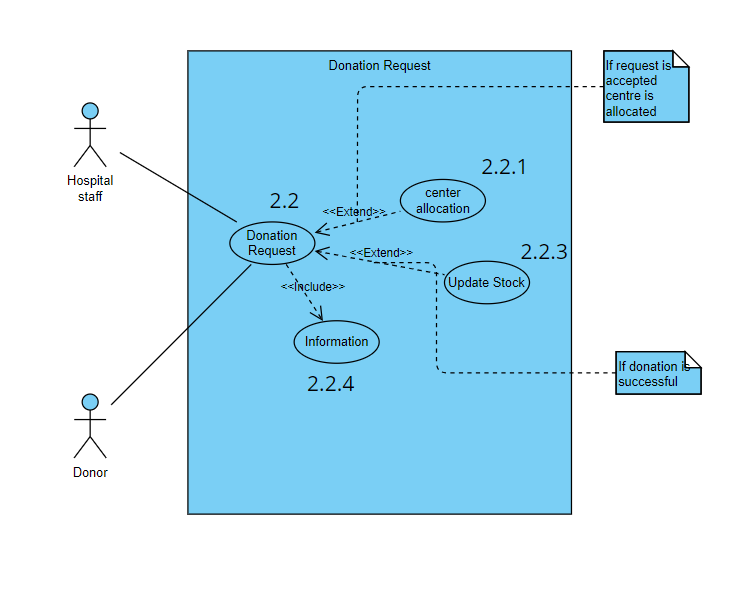 Donation Request
If request is
accepted
centre is
allocated
Hospital
staff
2.2
2.2.1
center
allocation
<<Extend>>
Donation
Request
<<Extend>>
2.2.3
Update Stock
<<Include>>
Information
2.2.4
If donation is
successful
Donor